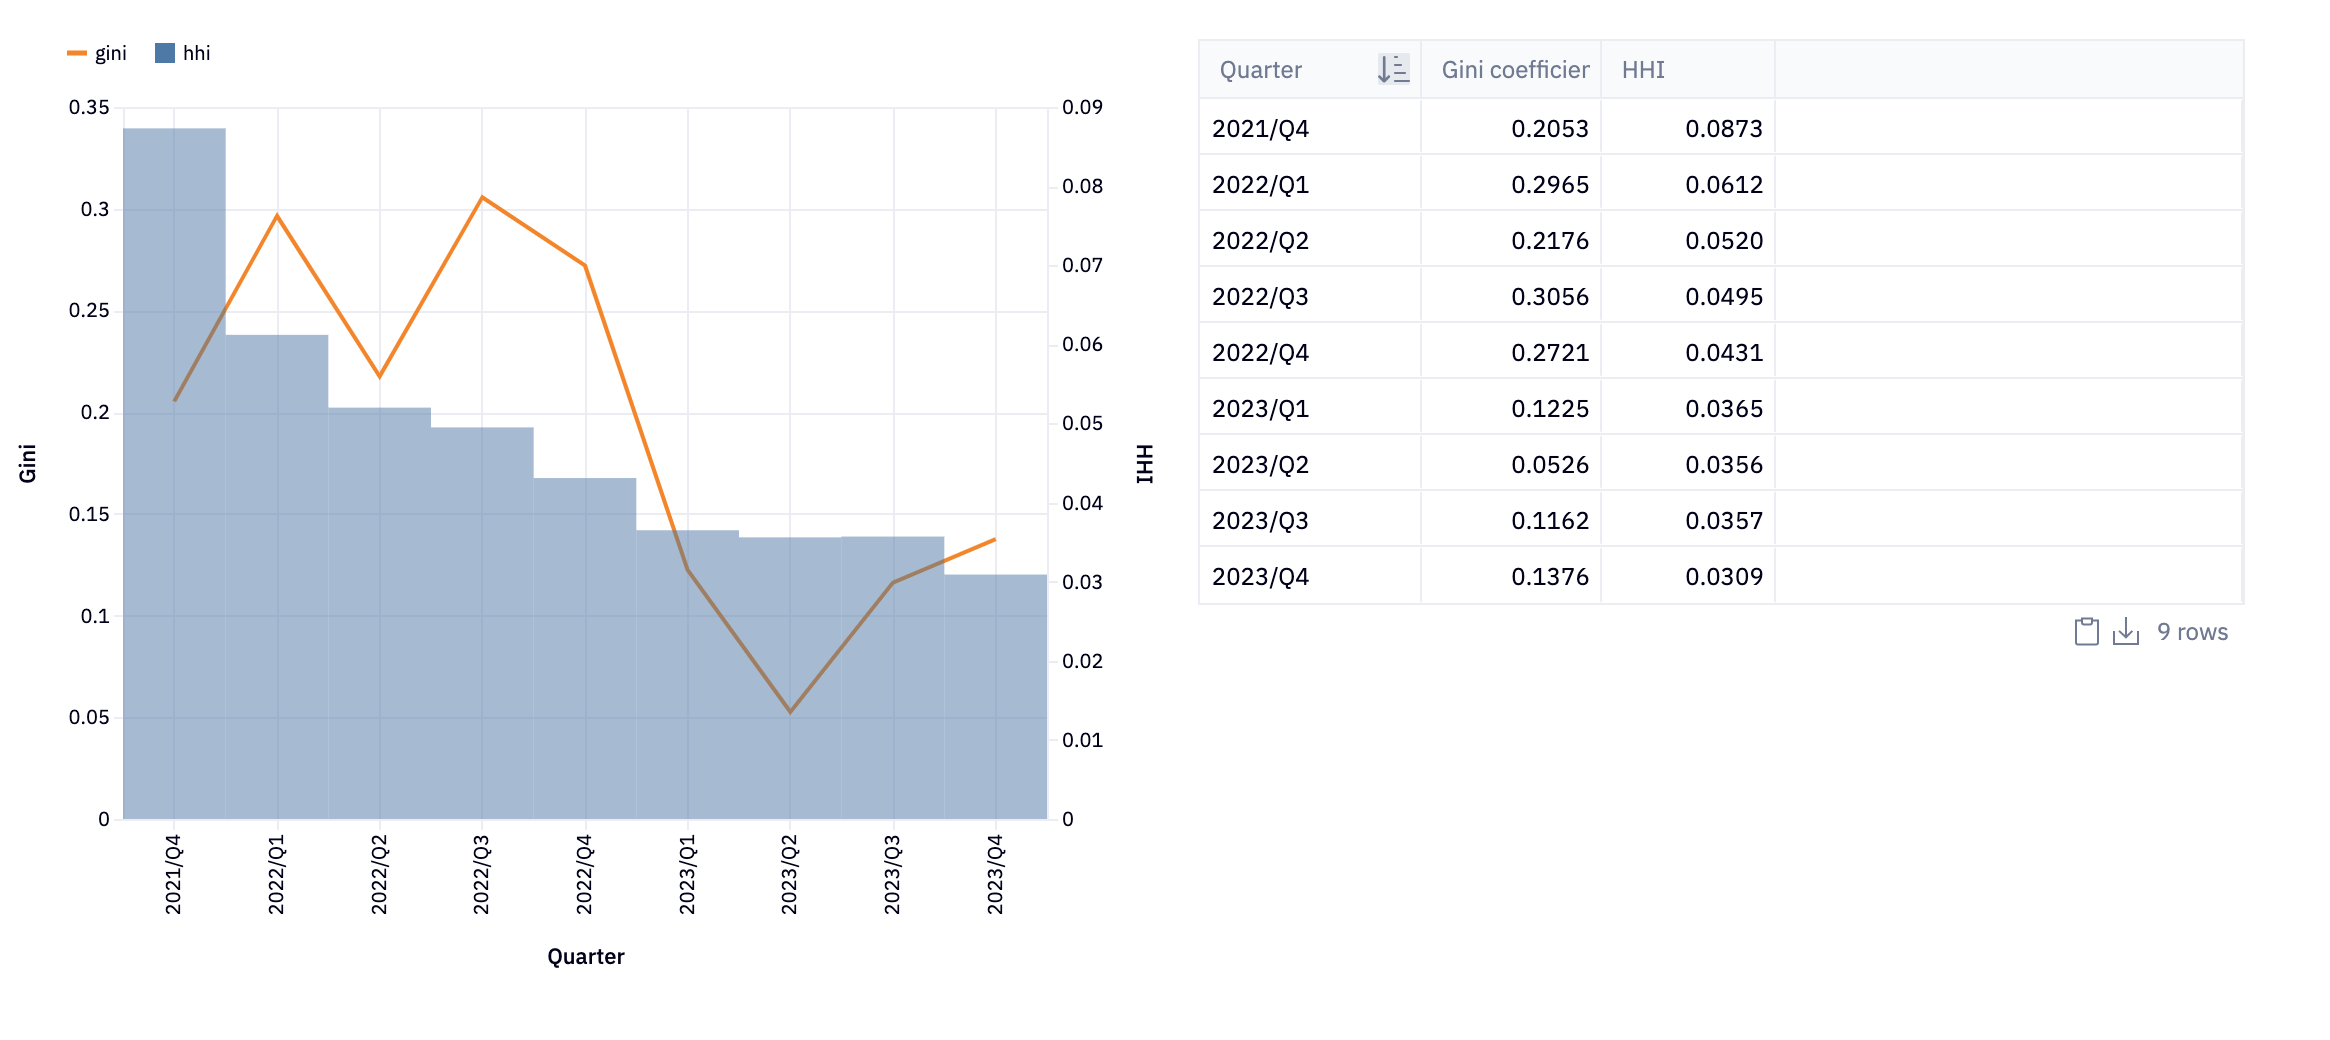 gini hhi
0.35
0.3
0.25
0.2
0.15
0.1
0.05
0
Gini
0.09
0.08
0.07
0.06
0.05
0.04
0.03
0.02
0.01
0
HHI
2021/Q4
2022/Q1
2022/Q2
2022/Q3
2022/Q4
2023/Q1
2023/Q2
2023/Q3
2023/Q4
Quarter
Quarter Gini coefficier HHI
2021/Q4 0.2053 0.0873
2022/Q1 0.2965 0.0612
2022/Q2 0.2176 0.0520
2022/Q3 0.3056 0.0495
2022/Q4 0.2721 0.0431
2023/Q1 0.1225 0.0365
2023/Q2 0.0526 0.0356
2023/Q3 0.1162 0.0357
2023/Q4 0.1376 0.0309
9 rows